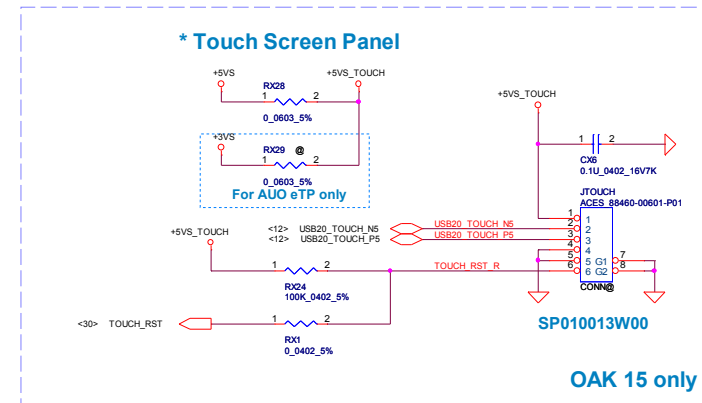 * Touch Screen Panel
+5VS
+5VS_TOUCH
RX28
1 2
0_0603_5%
+3VS
RX29 @
1 2
0_0603_5%
For AUO eTP only
+5VS_TOUCH
1 2
CX6
0.1U_0402_16V7K
JTOUCH
ACES_88460-00601-P01
<12> USB20_TOUCH_N5
USB20_TOUCH_N5
<12> USB20_TOUCH_P5
USB20_TOUCH_P5
1 1
2 2
3 3
4 4
5 5 G1 7
6 6 G2 8
CONN@
+5VS_TOUCH
1 2
RX24
100K_0402_5%
TOUCH_RST_R
<30> TOUCH_RST
1 2
RX1
0_0402_5%
SP010013W00
OAK 15 only